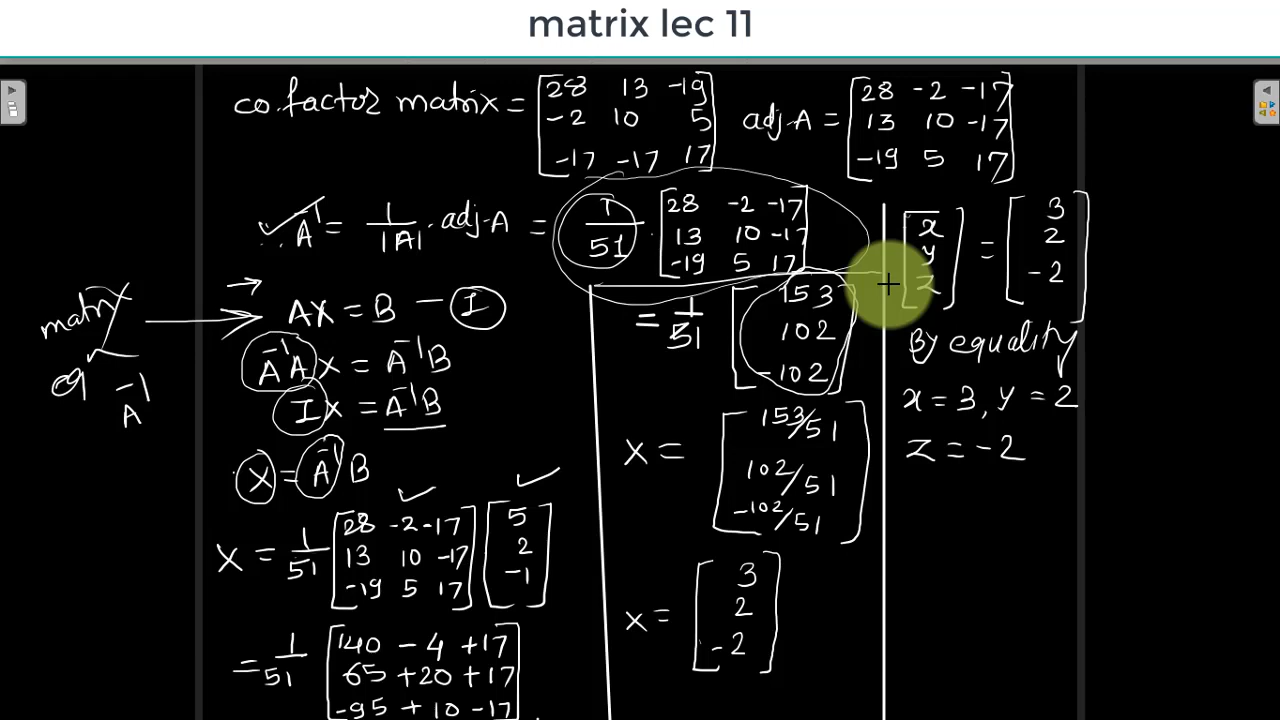 matrix lec 11
co.factor matrix = [28 13 -19
-2 10 5
-17 -17 17]
adj.A = [28 -2 -17
13 10 -17
-19 5 17]
A⁻¹ = 1/|A| . adj.A = 1/51 . [28 -2 -17
13 10 -17
-19 5 17]
matrix
A⁻¹
AX = B – I
A⁻¹A X = A⁻¹B
IX = A⁻¹B
X = A⁻¹B
X = 1/51 [28 -2 -17
13 10 -17
-19 5 17] [5
2
-1]
= 1/51 [140 - 4 + 17
65 + 20 + 17
-95 + 10 - 17]
= 1/51 [153
102
-102]
X = [153/51
102/51
-102/51]
X = [3
2
-2]
[x
y
z] = [3
2
-2]
By equality
x = 3, y = 2
z = -2